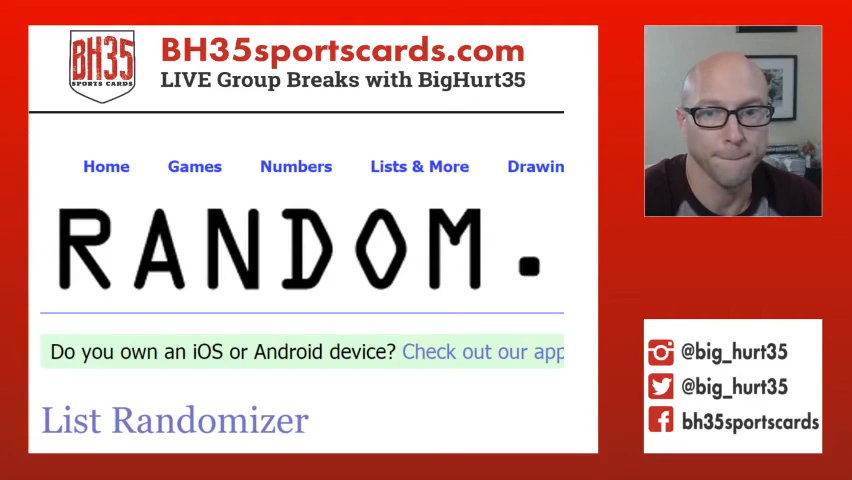 BH35
SPORTS CARDS
BH35sportscards.com
LIVE Group Breaks with BigHurt35
Home Games Numbers Lists & More Drawin
RANDOM.
Do you own an iOS or Android device? Check out our app
List Randomizer
@big_hurt35
@big_hurt35
bh35sportscards